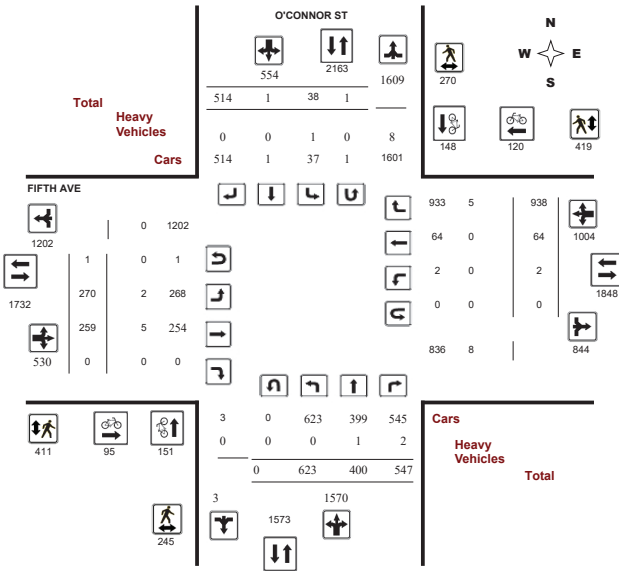 O'CONNOR ST
N
W E
S
554
2163
1609
270
514 1 38 1
Total
Heavy
Vehicles
Cars
0 0 1 0 8
514 1 37 1 1601
148 120 419
FIFTH AVE
1202
0 1202
1 0 1
1732
270 2 268
259 5 254
530
0 0 0
933 5 938
1004
64 0 64
2 0 2
1848
0 0 0
836 8
844
3 0 623 399 545
0 0 0 1 2
0 623 400 547
Cars
Heavy
Vehicles
Total
411 95 151
3 1570
1573
245